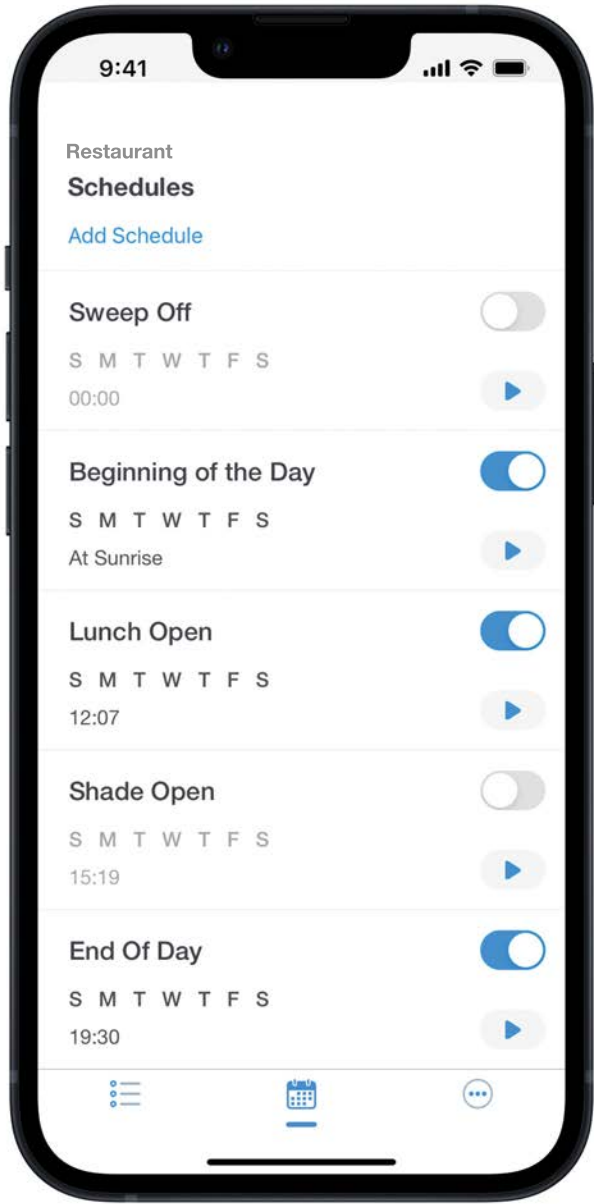 9:41
Restaurant
Schedules
Add Schedule
Sweep Off
S M T W T F S
00:00
Beginning of the Day
S M T W T F S
At Sunrise
Lunch Open
S M T W T F S
12:07
Shade Open
S M T W T F S
15:19
End Of Day
S M T W T F S
19:30